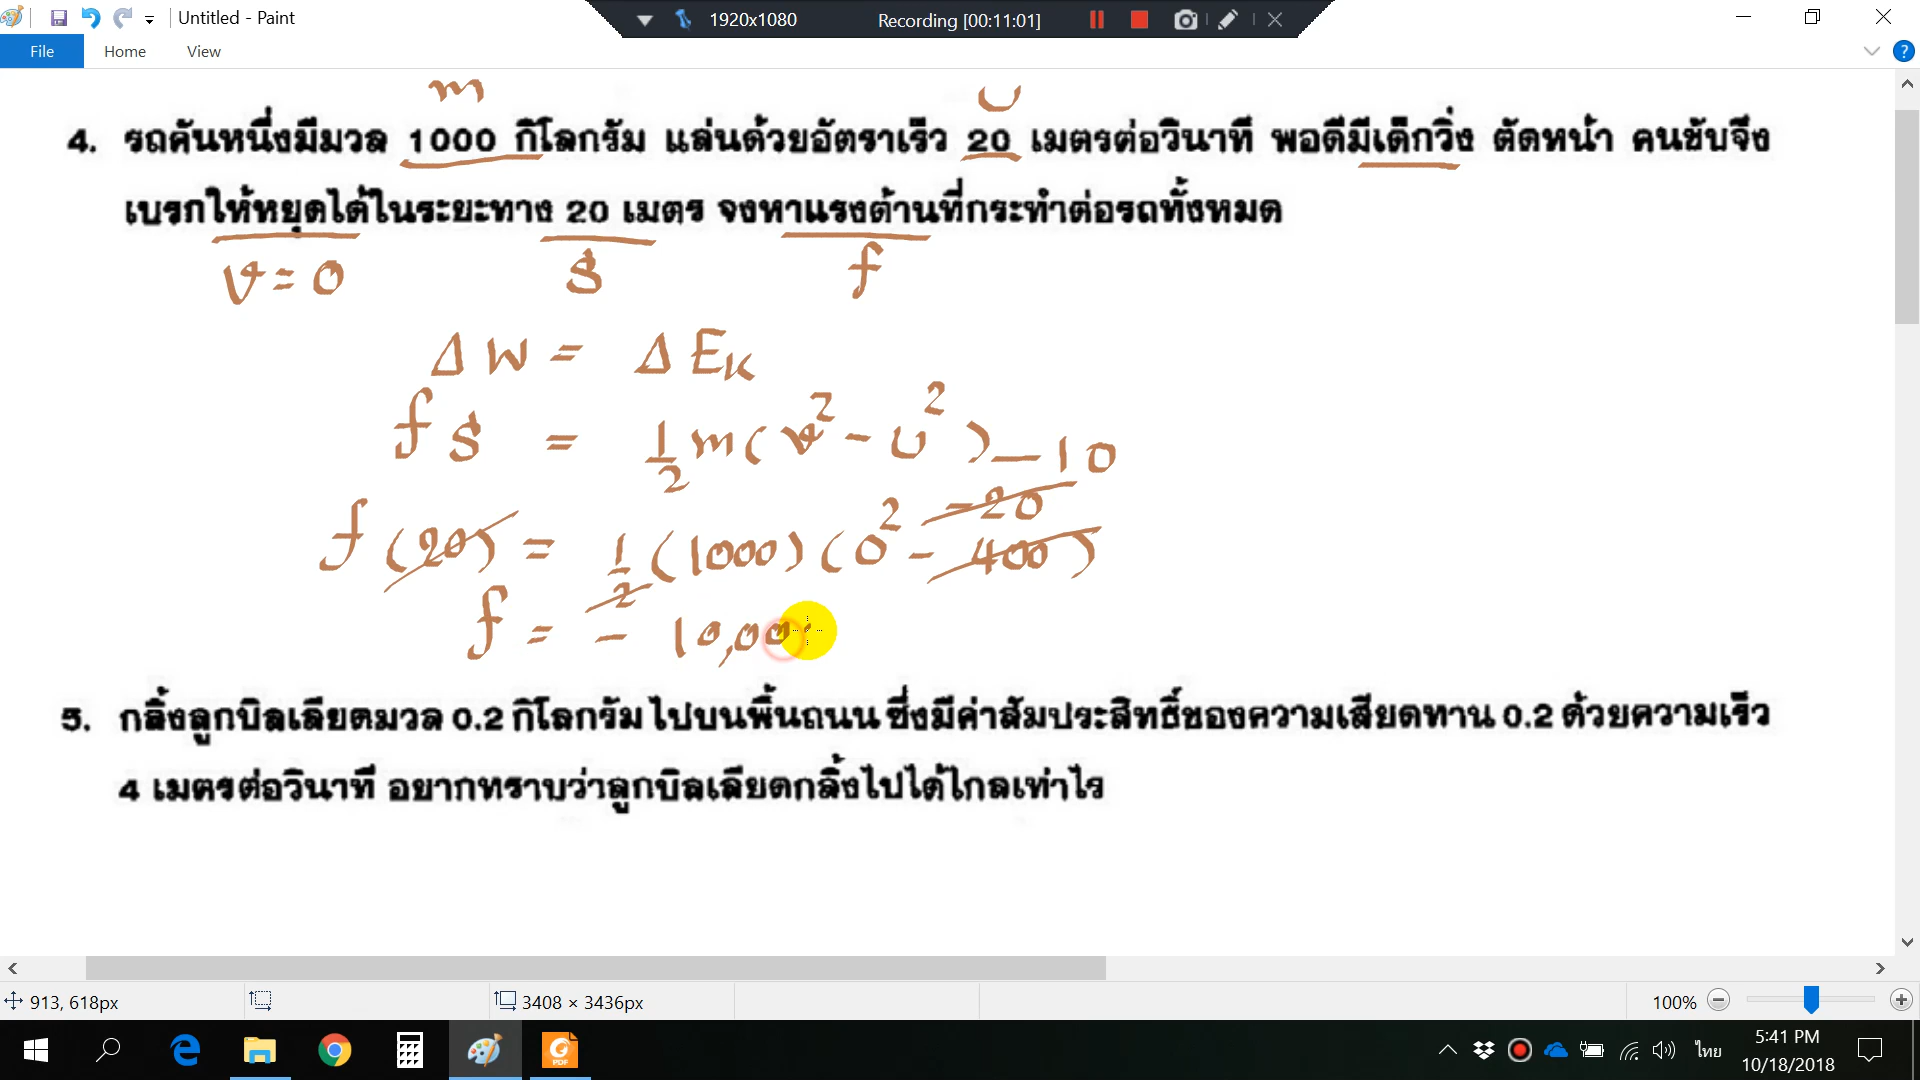 Untitled - Paint
1920x1080 Recording [00:11:01]
File Home View
m u
4. รถคันหนึ่งมีมวล 1000 กิโลกรัม แล่นด้วยอัตราเร็ว 20 เมตรต่อวินาที พอดีมีเด็กวิ่ง ตัดหน้า คนขับจึง
เบรกให้หยุดได้ในระยะทาง 20 เมตร จงหาแรงต้านที่กระทำต่อรถทั้งหมด
v = 0 S f
Δ W = Δ EK
f S = 1/2 m ( v² - u² ) - 10
- 20
f (20) = 1/2 (1000) ( 0² - 400 )
f = - 10,00
5. กลิ้งลูกบิลเลียดมวล 0.2 กิโลกรัม ไปบนพื้นถนน ซึ่งมีค่าสัมประสิทธิ์ของความเสียดทาน 0.2 ด้วยความเร็ว
4 เมตรต่อวินาที อยากทราบว่าลูกบิลเลียดกลิ้งไปได้ไกลเท่าไร
913, 618px 3408 × 3436px 100%
PDF ไทย 5:41 PM
10/18/2018